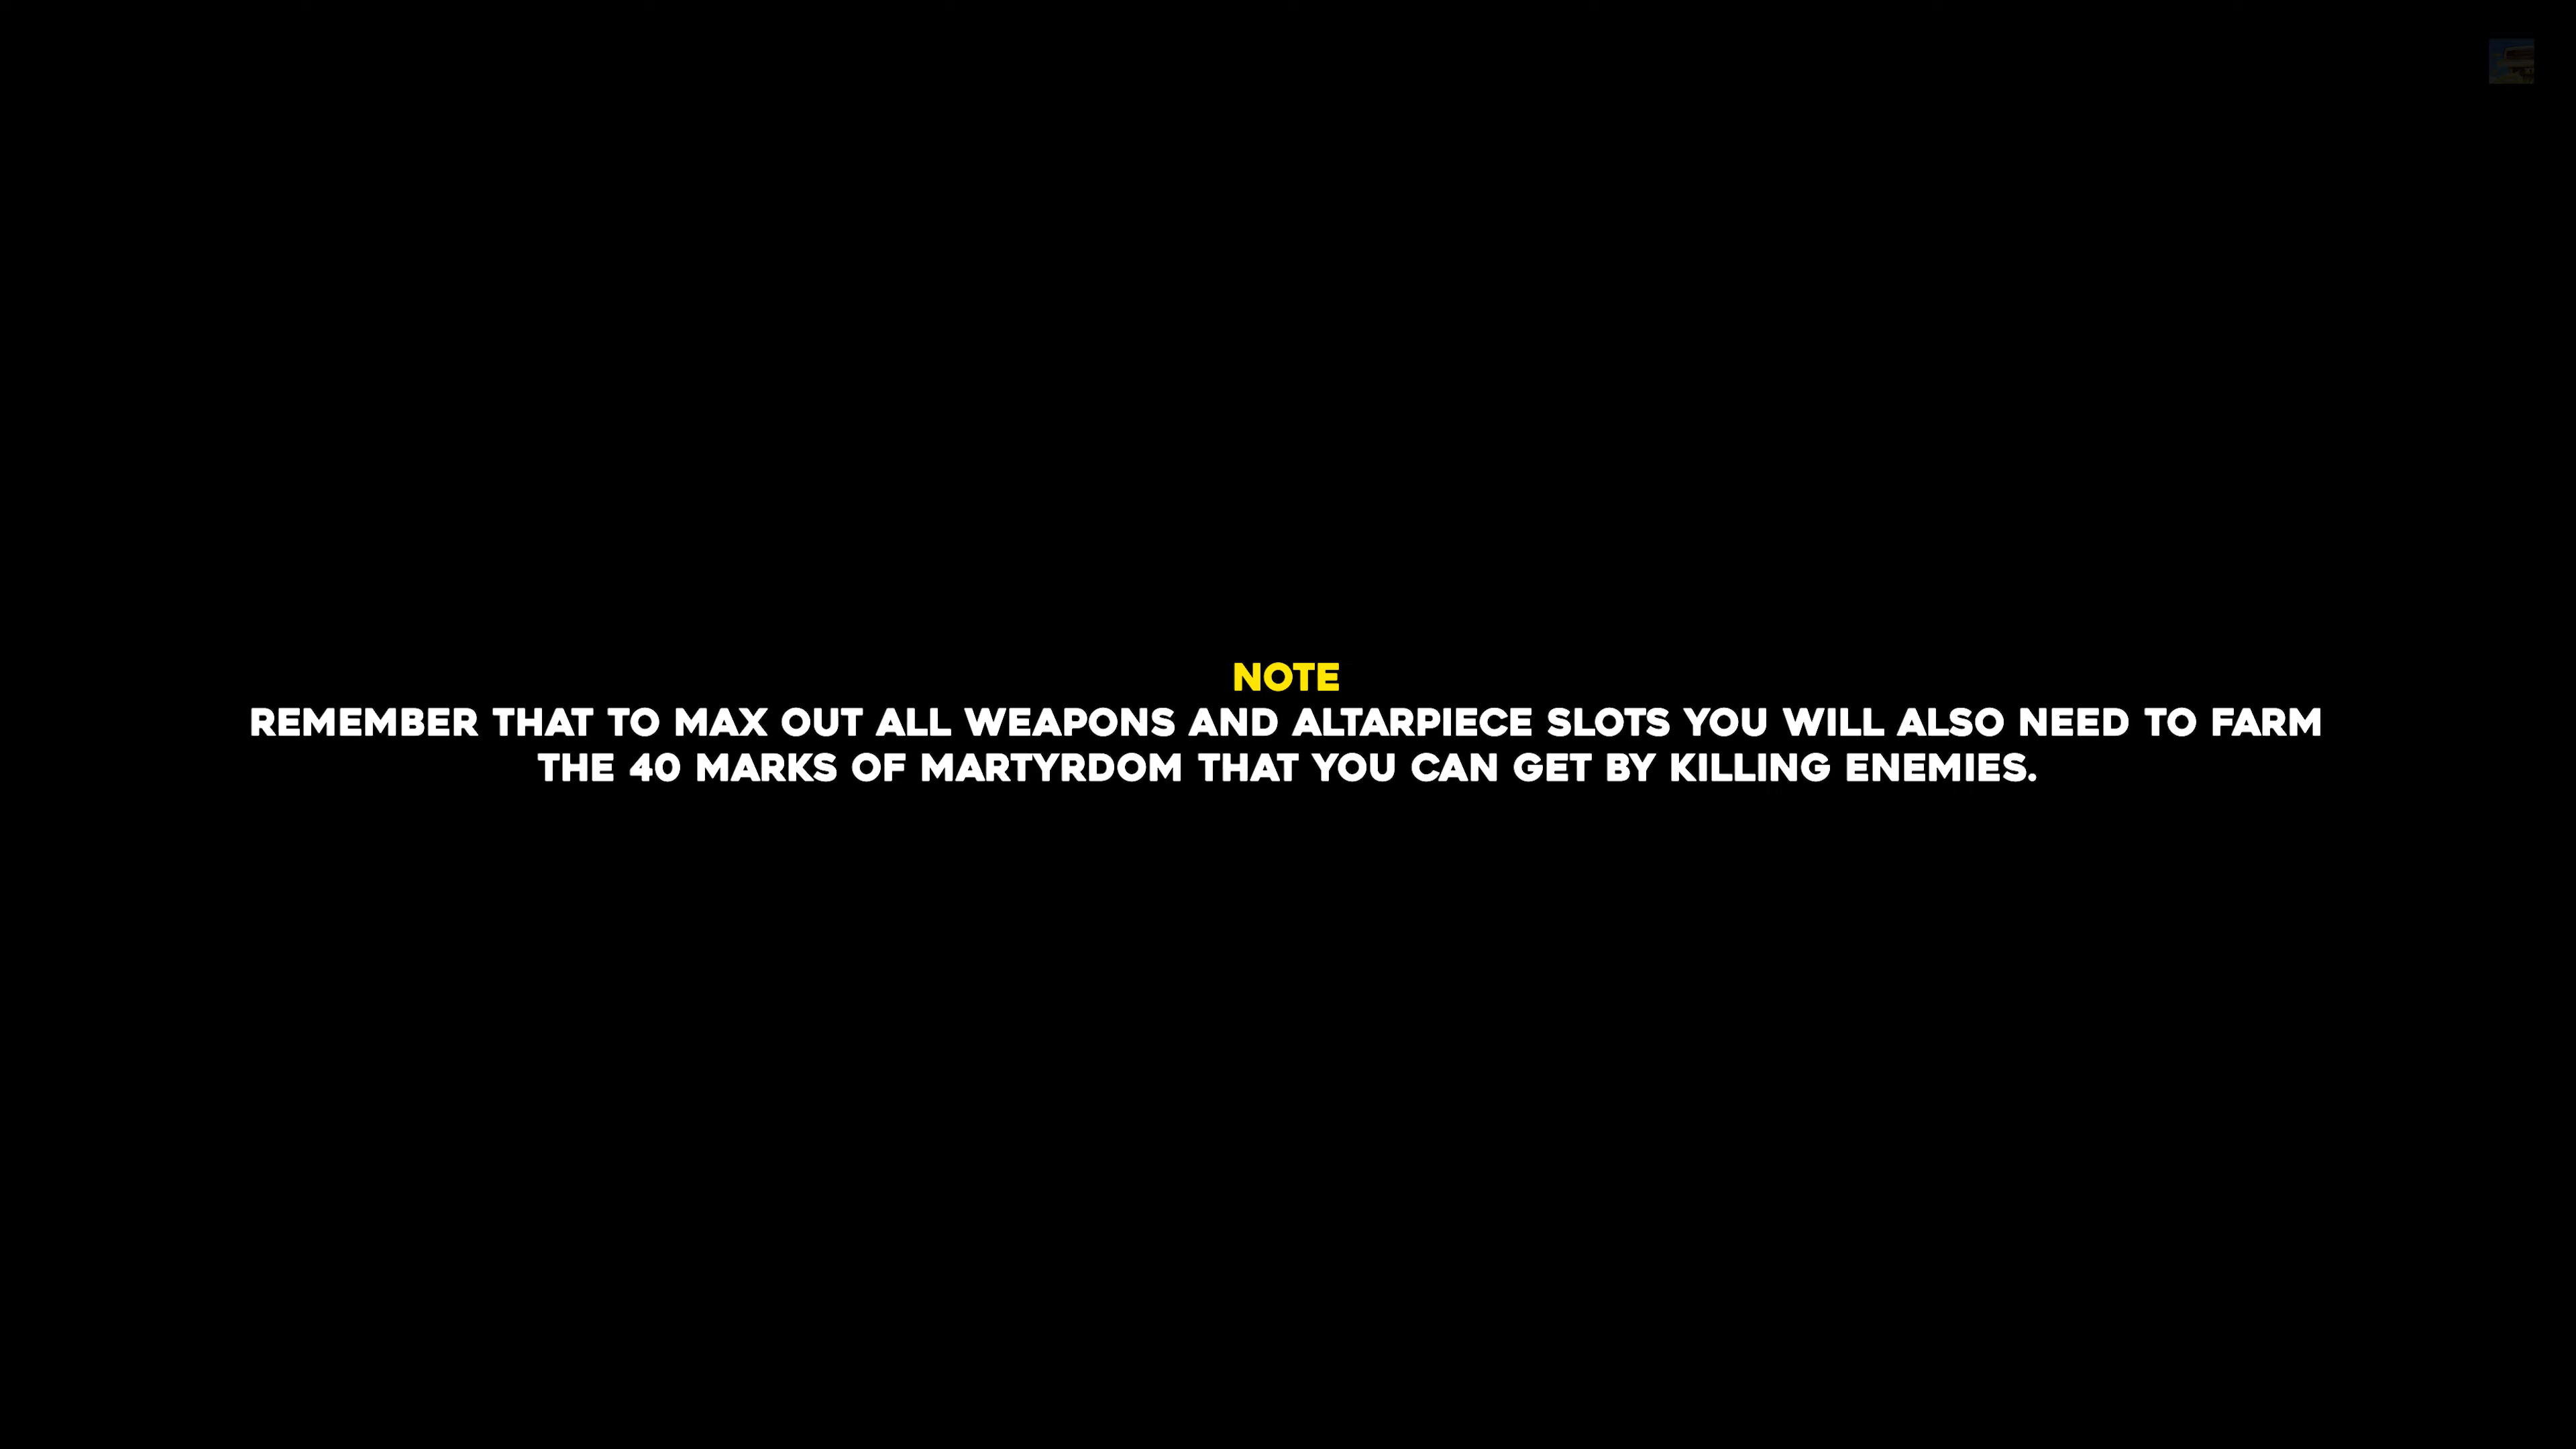 NOTE
REMEMBER THAT TO MAX OUT ALL WEAPONS AND ALTARPIECE SLOTS YOU WILL ALSO NEED TO FARM
THE 40 MARKS OF MARTYRDOM THAT YOU CAN GET BY KILLING ENEMIES.